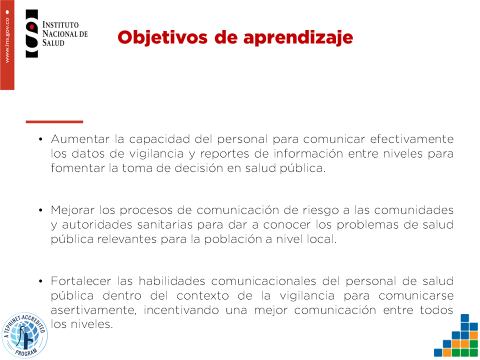 www.ins.gov.co
INSTITUTO
NACIONAL DE
SALUD
Objetivos de aprendizaje
• Aumentar la capacidad del personal para comunicar efectivamente
los datos de vigilancia y reportes de información entre niveles para
fomentar la toma de decisión en salud pública.
• Mejorar los procesos de comunicación de riesgo a las comunidades
y autoridades sanitarias para dar a conocer los problemas de salud
pública relevantes para la población a nivel local.
• Fortalecer las habilidades comunicacionales del personal de salud
pública dentro del contexto de la vigilancia para comunicarse
asertivamente, incentivando una mejor comunicación entre todos
los niveles.
A TEPHINET ACCREDITED
PROGRAM